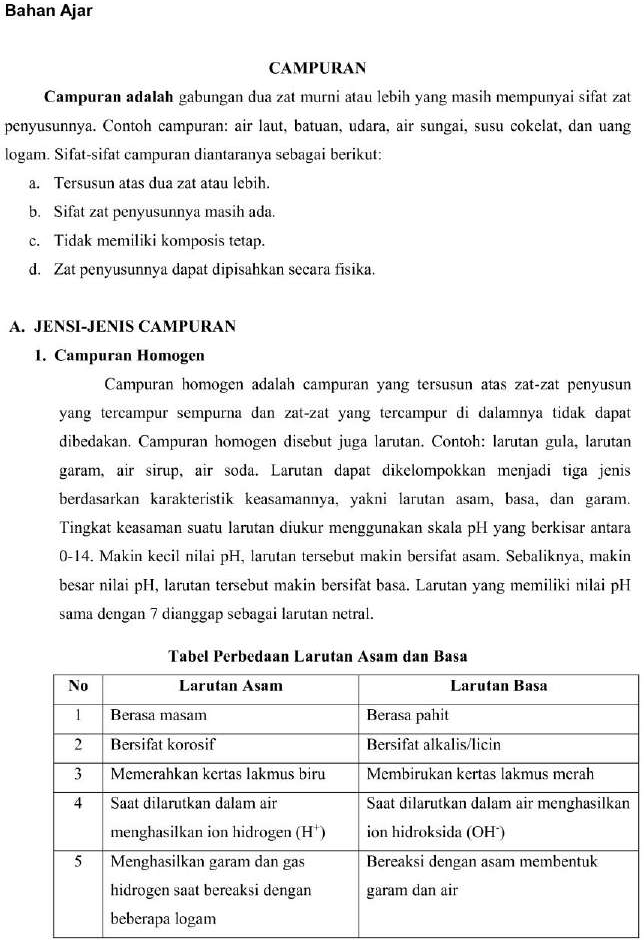 Bahan Ajar
CAMPURAN
Campuran adalah gabungan dua zat murni atau lebih yang masih mempunyai sifat zat
penyusunnya. Contoh campuran: air laut, batuan, udara, air sungai, susu cokelat, dan uang
logam. Sifat-sifat campuran diantaranya sebagai berikut:
a. Tersusun atas dua zat atau lebih.
b. Sifat zat penyusunnya masih ada.
c. Tidak memiliki komposis tetap.
d. Zat penyusunnya dapat dipisahkan secara fisika.
A. JENSI-JENIS CAMPURAN
1. Campuran Homogen
Campuran homogen adalah campuran yang tersusun atas zat-zat penyusun
yang tercampur sempurna dan zat-zat yang tercampur di dalamnya tidak dapat
dibedakan. Campuran homogen disebut juga larutan. Contoh: larutan gula, larutan
garam, air sirup, air soda. Larutan dapat dikelompokkan menjadi tiga jenis
berdasarkan karakteristik keasamannya, yakni larutan asam, basa, dan garam.
Tingkat keasaman suatu larutan diukur menggunakan skala pH yang berkisar antara
0-14. Makin kecil nilai pH, larutan tersebut makin bersifat asam. Sebaliknya, makin
besar nilai pH, larutan tersebut makin bersifat basa. Larutan yang memiliki nilai pH
sama dengan 7 dianggap sebagai larutan netral.
Tabel Perbedaan Larutan Asam dan Basa
No Larutan Asam Larutan Basa
1 Berasa masam Berasa pahit
2 Bersifat korosif Bersifat alkalis/licin
3 Memerahkan kertas lakmus biru Membirukan kertas lakmus merah
4 Saat dilarutkan dalam air Saat dilarutkan dalam air menghasilkan
menghasilkan ion hidrogen (H⁺) ion hidroksida (OH⁻)
5 Menghasilkan garam dan gas Bereaksi dengan asam membentuk
hidrogen saat bereaksi dengan garam dan air
beberapa logam